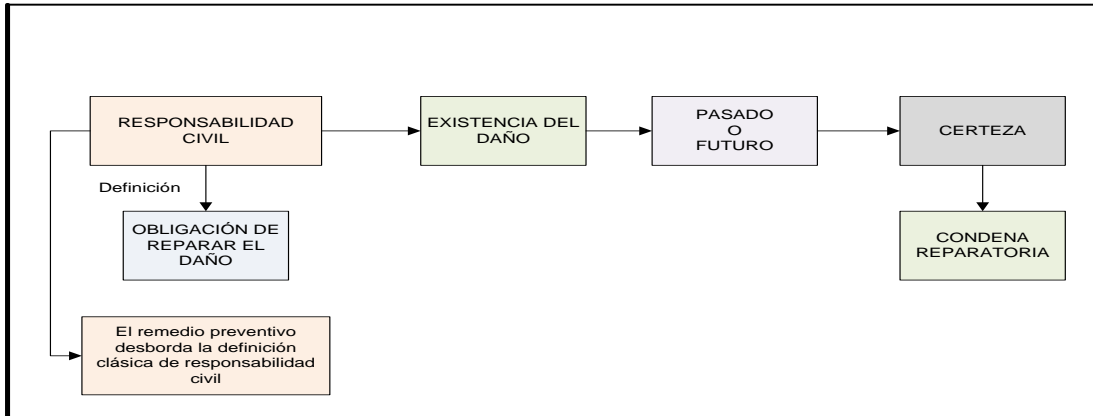 RESPONSABILIDAD
CIVIL
EXISTENCIA DEL
DAÑO
PASADO
O
FUTURO
CERTEZA
Definición
OBLIGACIÓN DE
REPARAR EL
DAÑO
CONDENA
REPARATORIA
El remedio preventivo
desborda la definición
clásica de responsabilidad
civil